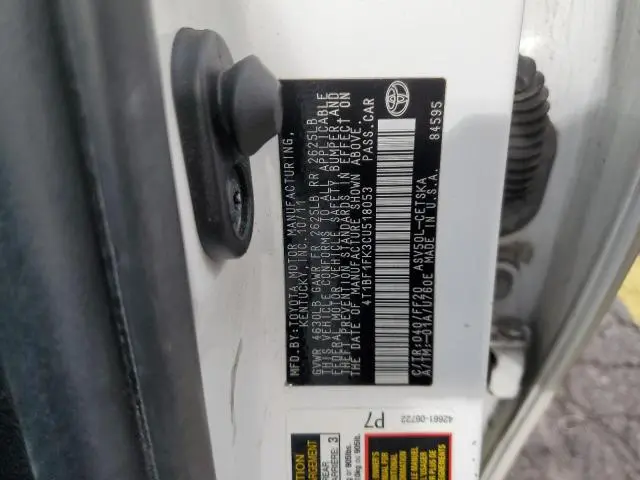 MFD.BY:TOYOTA MOTOR MANUFACTURING,
KENTUCKY, INC. 10/11
GVWR 4630LB GAWR FR 2625LB RR 2625LB
THIS VEHICLE CONFORMS TO ALL APPLICABLE
FEDERAL MOTOR VEHICLE SAFETY BUMPER, AND
THEFT PREVENTION STANDARDS IN EFFECT ON
THE DATE OF MANUFACTURE SHOWN ABOVE.
4T1BF1FK3CU518053 PASS.CAR
C/TR:040/FF20 ASV50L-CETSKA
A/TM:-01A/U760E MADE IN U.S.A.
84595
42661-06722
P7
REAR
ARRIÈRE: 3